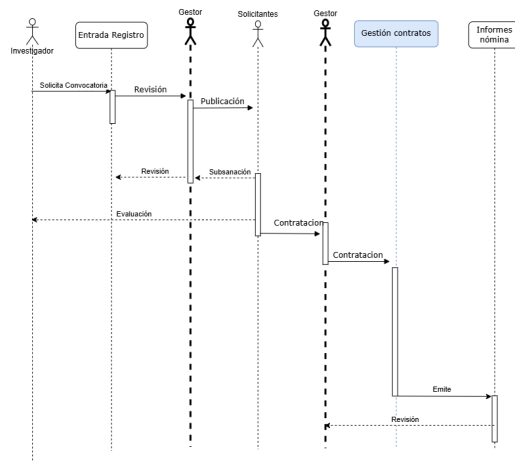 Gestor
Solicitantes
Gestor
Entrada Registro
Gestión contratos
Informes
nómina
Investigador
Solicita Convocatoria
Revisión
Publicación
Revisión
Subsanación
Evaluación
Contratacion
Contratacion
Emite
Revisión